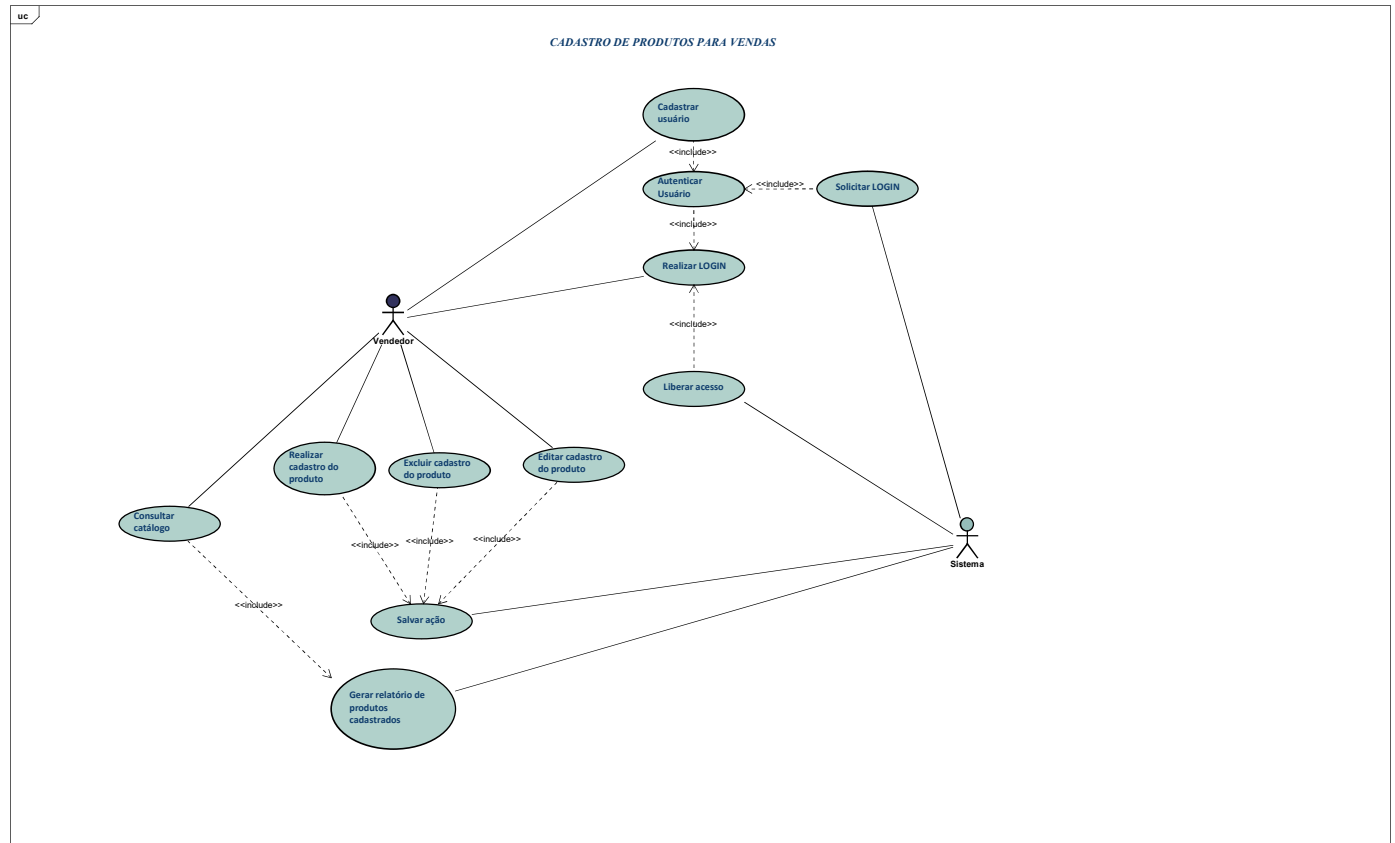 uc
CADASTRO DE PRODUTOS PARA VENDAS
Cadastrar
usuário
<<include>>
Autenticar
Usuário
<<include>>
Solicitar LOGIN
<<include>>
Realizar LOGIN
<<include>>
Vendedor
Liberar acesso
Realizar
cadastro do
produto
Excluir cadastro
do produto
Editar cadastro
do produto
Consultar
catálogo
<<include>>
<<include>>
<<include>>
Sistema
<<include>>
Salvar ação
Gerar relatório de
produtos
cadastrados